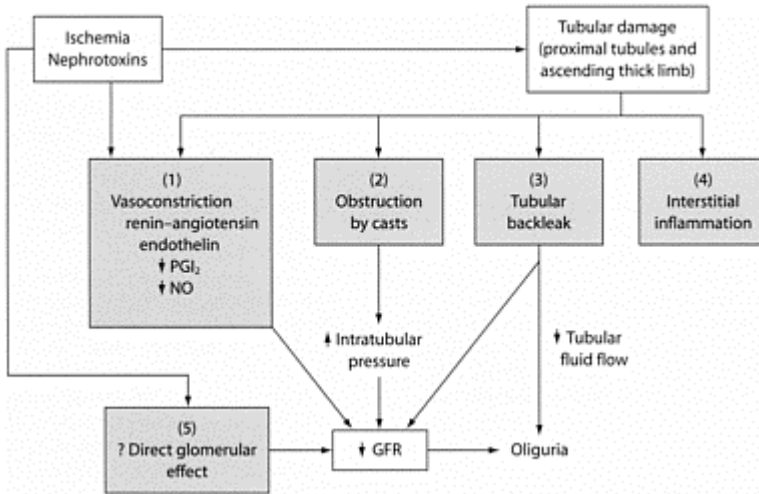 Ischemia
Nephrotoxins
Tubular damage
(proximal tubules and
ascending thick limb)
(1)
Vasoconstriction
renin–angiotensin
endothelin
↓ PGI₂
↓ NO
(2)
Obstruction
by casts
(3)
Tubular
backleak
(4)
Interstitial
inflammation
↑ Intratubular
pressure
↓ Tubular
fluid flow
(5)
? Direct glomerular
effect
↓ GFR
Oliguria